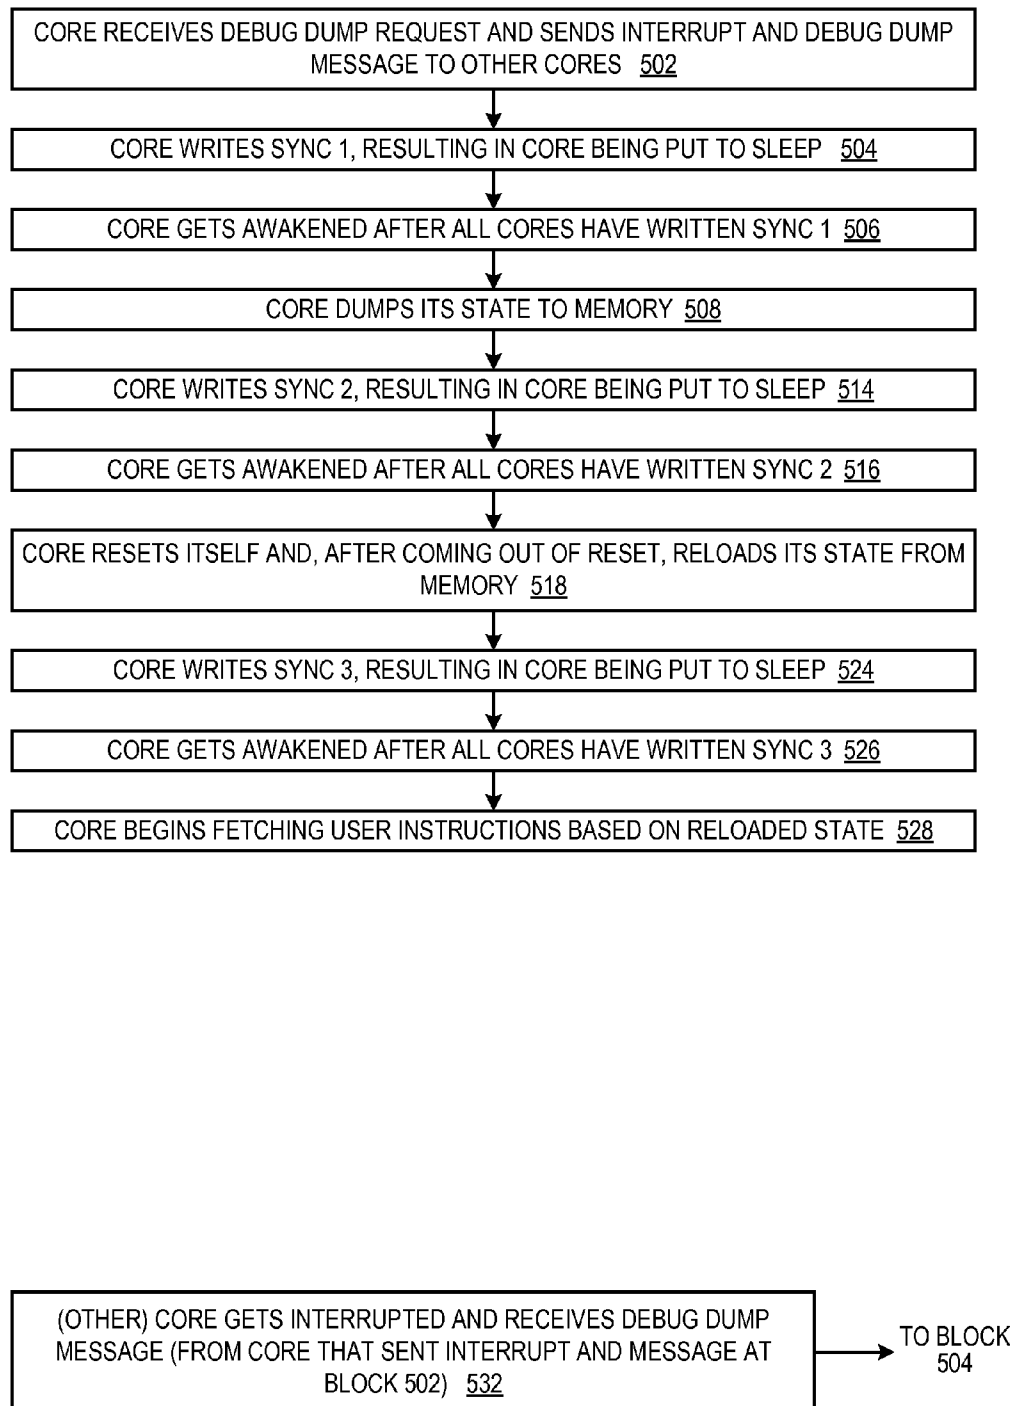 CORE RECEIVES DEBUG DUMP REQUEST AND SENDS INTERRUPT AND DEBUG DUMP
MESSAGE TO OTHER CORES 502
CORE WRITES SYNC 1, RESULTING IN CORE BEING PUT TO SLEEP 504
CORE GETS AWAKENED AFTER ALL CORES HAVE WRITTEN SYNC 1 506
CORE DUMPS ITS STATE TO MEMORY 508
CORE WRITES SYNC 2, RESULTING IN CORE BEING PUT TO SLEEP 514
CORE GETS AWAKENED AFTER ALL CORES HAVE WRITTEN SYNC 2 516
CORE RESETS ITSELF AND, AFTER COMING OUT OF RESET, RELOADS ITS STATE FROM
MEMORY 518
CORE WRITES SYNC 3, RESULTING IN CORE BEING PUT TO SLEEP 524
CORE GETS AWAKENED AFTER ALL CORES HAVE WRITTEN SYNC 3 526
CORE BEGINS FETCHING USER INSTRUCTIONS BASED ON RELOADED STATE 528
(OTHER) CORE GETS INTERRUPTED AND RECEIVES DEBUG DUMP
MESSAGE (FROM CORE THAT SENT INTERRUPT AND MESSAGE AT
BLOCK 502) 532
TO BLOCK
504